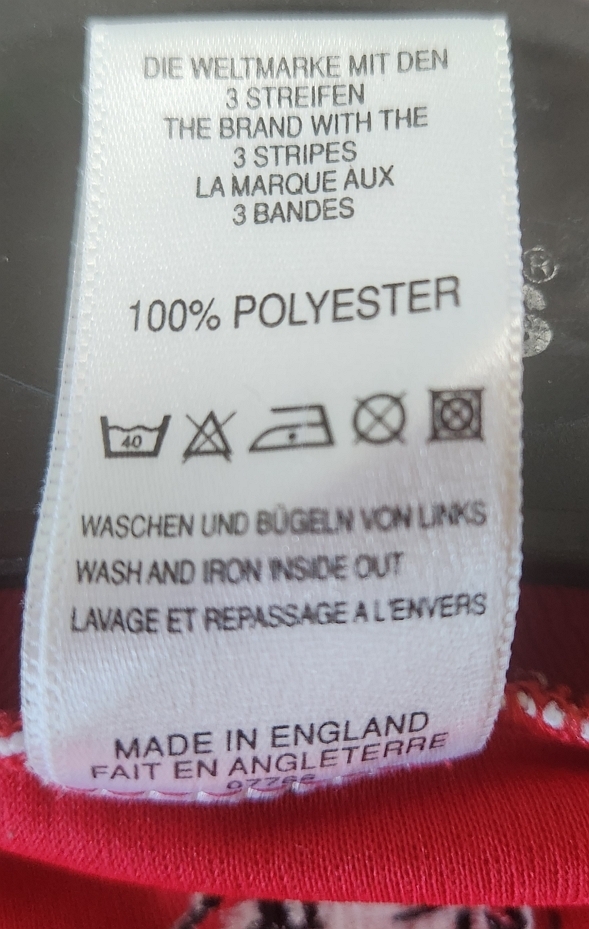 DIE WELTMARKE MIT DEN
3 STREIFEN
THE BRAND WITH THE
3 STRIPES
LA MARQUE AUX
3 BANDES
®
100% POLYESTER
40
WASCHEN UND BÜGELN VON LINKS
WASH AND IRON INSIDE OUT
LAVAGE ET REPASSAGE A L'ENVERS
MADE IN ENGLAND
FAIT EN ANGLETERRE